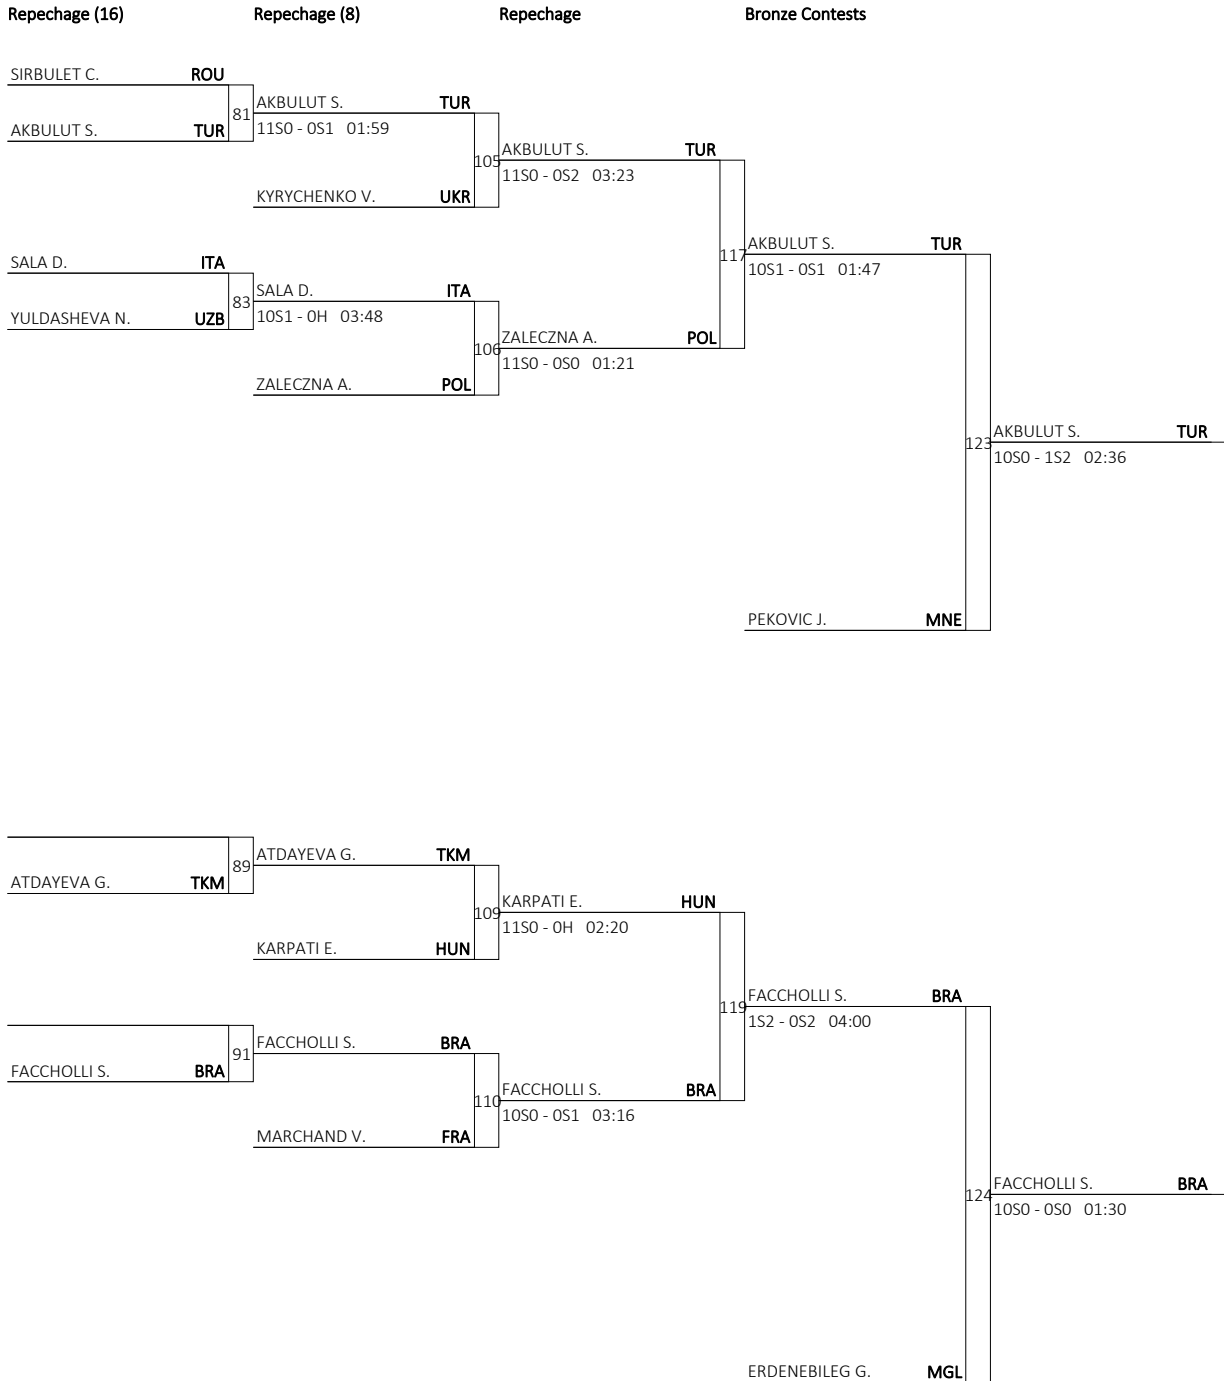 Repechage (16) Repechage (8) Repechage Bronze Contests
SIRBULET C. ROU
81 AKBULUT S. TUR
AKBULUT S. TUR 11S0 - 0S1 01:59
105 AKBULUT S. TUR
11S0 - 0S2 03:23
KYRYCHENKO V. UKR
117 AKBULUT S. TUR
SALA D. ITA 10S1 - 0S1 01:47
83 SALA D. ITA
YULDASHEVA N. UZB 10S1 - 0H 03:48
106 ZALECZNA A. POL
11S0 - 0S0 01:21
ZALECZNA A. POL
123 AKBULUT S. TUR
10S0 - 1S2 02:36
PEKOVIC J. MNE
89 ATDAYEVA G. TKM
ATDAYEVA G. TKM
109 KARPATI E. HUN
11S0 - 0H 02:20
KARPATI E. HUN
119 FACCHOLLI S. BRA
1S2 - 0S2 04:00
91 FACCHOLLI S. BRA
FACCHOLLI S. BRA
110 FACCHOLLI S. BRA
10S0 - 0S1 03:16
MARCHAND V. FRA
124 FACCHOLLI S. BRA
10S0 - 0S0 01:30
ERDENEBILEG G. MGL